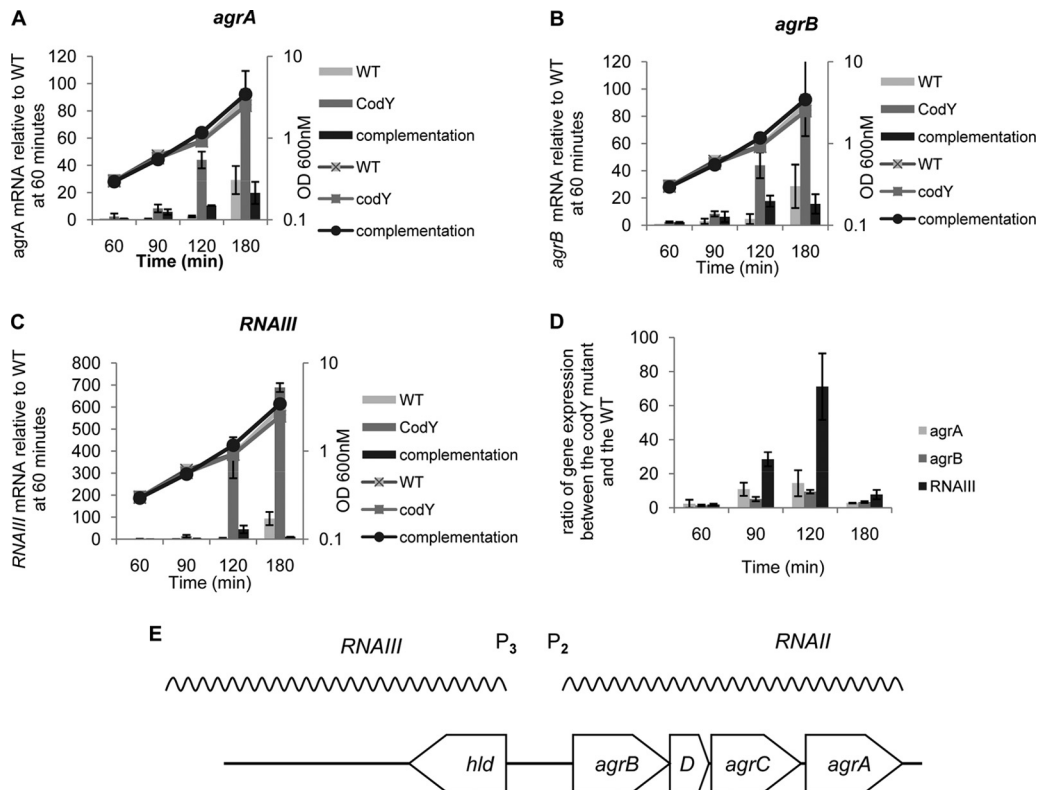 A
agrA
agrA mRNA relative to WT
at 60 minutes
120
100
80
60
40
20
0
10
1
0.1
OD 600nM
60 90 120 180
Time (min)
WT
CodY
complementation
WT
codY
complementation
B
agrB
agrB mRNA relative to WT
at 60 minutes
120
100
80
60
40
20
0
10
1
0.1
OD 600nM
60 90 120 180
Time (min)
WT
CodY
complementation
WT
codY
complementation
C
RNAIII
RNAIII mRNA relative to WT
at 60 minutes
800
700
600
500
400
300
200
100
0
10
1
0.1
OD 600nM
60 90 120 180
Time (min)
WT
CodY
complementation
WT
codY
complementation
D
ratio of gene expression
between the codY mutant
and the WT
100
80
60
40
20
0
60 90 120 180
Time (min)
agrA
agrB
RNAIII
E
RNAIII P3 P2 RNAII
hld agrB D agrC agrA